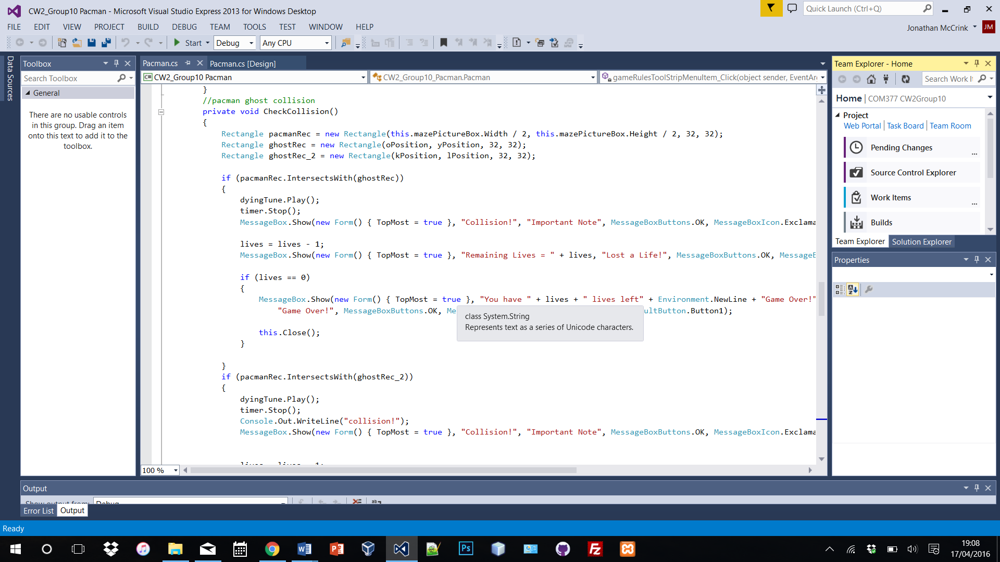 CW2_Group10 Pacman - Microsoft Visual Studio Express 2013 for Windows Desktop
Quick Launch (Ctrl+Q)
FILE EDIT VIEW PROJECT BUILD DEBUG TEAM TOOLS TEST WINDOW HELP
Jonathan McCrink JM
Start Debug Any CPU
Data Sources
Toolbox
Search Toolbox
General
There are no usable controls
in this group. Drag an item
onto this text to add it to the
toolbox.
Pacman.cs Pacman.cs [Design]
C# CW2_Group10 Pacman CW2_Group10_Pacman.Pacman gameRulesToolStripMenuItem_Click(object sender, EventAr
}
//pacman ghost collision
private void CheckCollision()
{
Rectangle pacmanRec = new Rectangle(this.mazePictureBox.Width / 2, this.mazePictureBox.Height / 2, 32, 32);
Rectangle ghostRec = new Rectangle(oPosition, yPosition, 32, 32);
Rectangle ghostRec_2 = new Rectangle(kPosition, lPosition, 32, 32);
if (pacmanRec.IntersectsWith(ghostRec))
{
dyingTune.Play();
timer.Stop();
MessageBox.Show(new Form() { TopMost = true }, "Collision!", "Important Note", MessageBoxButtons.OK, MessageBoxIcon.Exclama
lives = lives - 1;
MessageBox.Show(new Form() { TopMost = true }, "Remaining Lives = " + lives, "Lost a Life!", MessageBoxButtons.OK, Message
if (lives == 0)
{
MessageBox.Show(new Form() { TopMost = true }, "You have " + lives + " lives left" + Environment.NewLine + "Game Over!"
"Game Over!", MessageBoxButtons.OK, Me ultButton.Button1);
class System.String
Represents text as a series of Unicode characters.
this.Close();
}
}
if (pacmanRec.IntersectsWith(ghostRec_2))
{
dyingTune.Play();
timer.Stop();
Console.Out.WriteLine("collision!");
MessageBox.Show(new Form() { TopMost = true }, "Collision!", "Important Note", MessageBoxButtons.OK, MessageBoxIcon.Exclama
100 %
Team Explorer - Home
Search Work It
Home | COM377 CW2Group10
Project
Web Portal Task Board Team Room
Pending Changes
...
Source Control Explorer
Work Items
...
Builds
Team Explorer Solution Explorer
Properties
Output
Show output from: Debug
Error List Output
Ready
19:08
17/04/2016